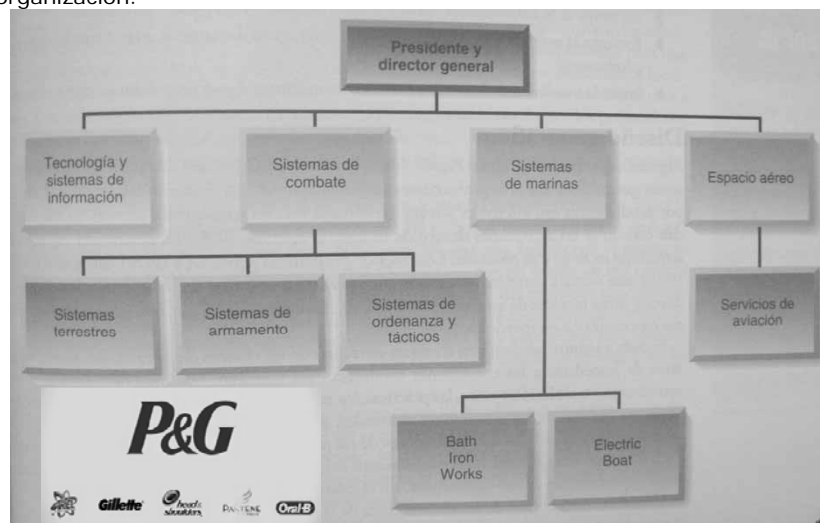 organización.
Presidente y
director general
Tecnología y
sistemas de
información
Sistemas de
combate
Sistemas
de marinas
Espacio aéreo
Sistemas
terrestres
Sistemas de
armamento
Sistemas de
ordenanza y
tácticos
Servicios de
aviación
Bath
Iron
Works
Electric
Boat
P&G
Gillette
head &
shoulders
PANTENE
Oral-B